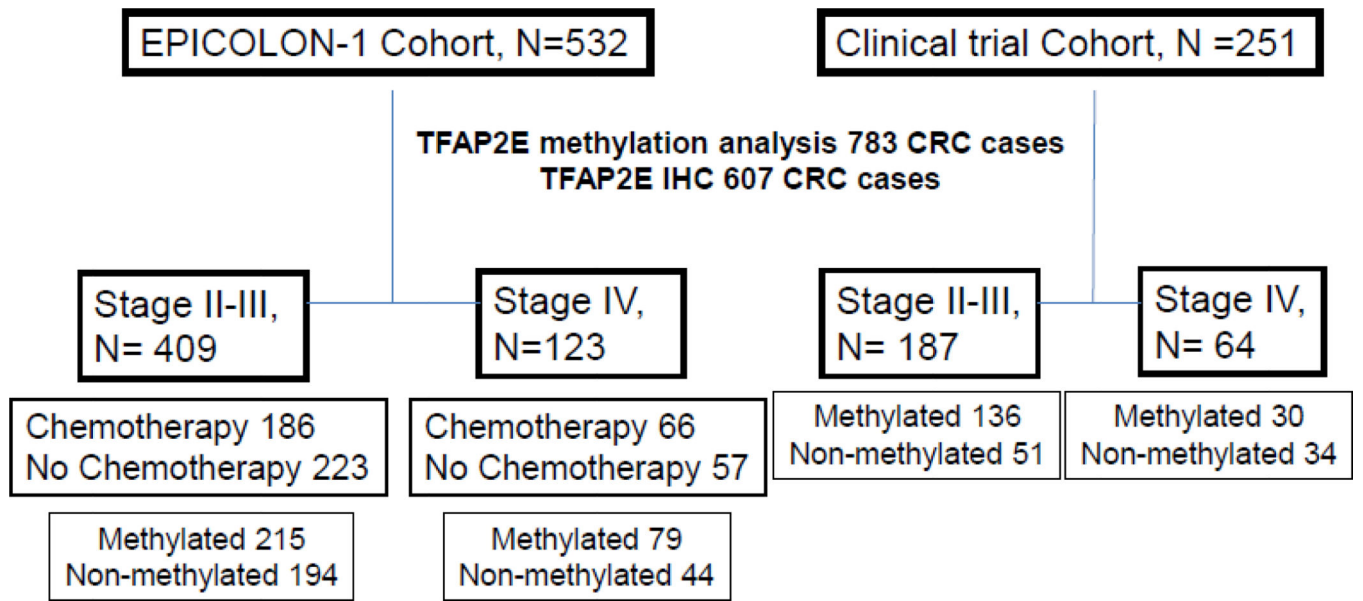 EPICOLON-1 Cohort, N=532
Clinical trial Cohort, N =251
TFAP2E methylation analysis 783 CRC cases
TFAP2E IHC 607 CRC cases
Stage II-III,
N= 409
Stage IV,
N=123
Stage II-III,
N= 187
Stage IV,
N= 64
Chemotherapy 186
No Chemotherapy 223
Chemotherapy 66
No Chemotherapy 57
Methylated 136
Non-methylated 51
Methylated 30
Non-methylated 34
Methylated 215
Non-methylated 194
Methylated 79
Non-methylated 44